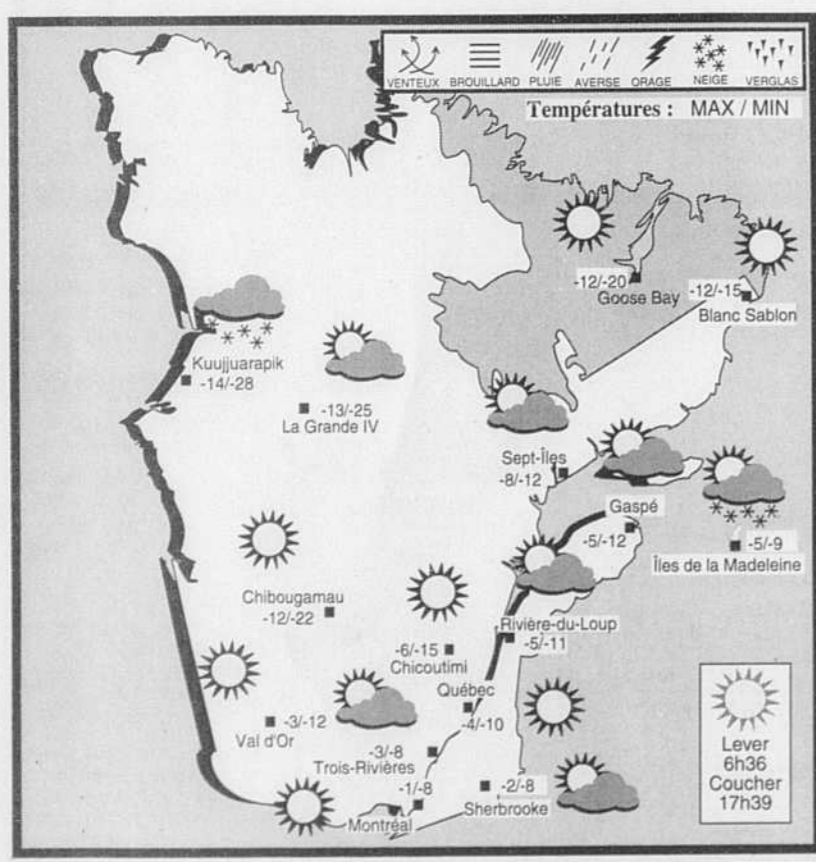 VENTEUX BROUILLARD PLUIE AVERSE ORAGE NEIGE VERGLAS
Températures : MAX / MIN
-12/-20
Goose Bay
-12/-15
Blanc Sablon
Kuujjuarapik
-14/-28
-13/-25
La Grande IV
Sept-Îles
-8/-12
Gaspé
-5/-12
-5/-9
Îles de la Madeleine
Chibougamau
-12/-22
Rivière-du-Loup
-5/-11
-6/-15
Chicoutimi
Québec
-4/-10
-3/-12
Val d'Or
-3/-8
Trois-Rivières
-1/-8
Montréal
-2/-8
Sherbrooke
Lever
6h36
Coucher
17h39